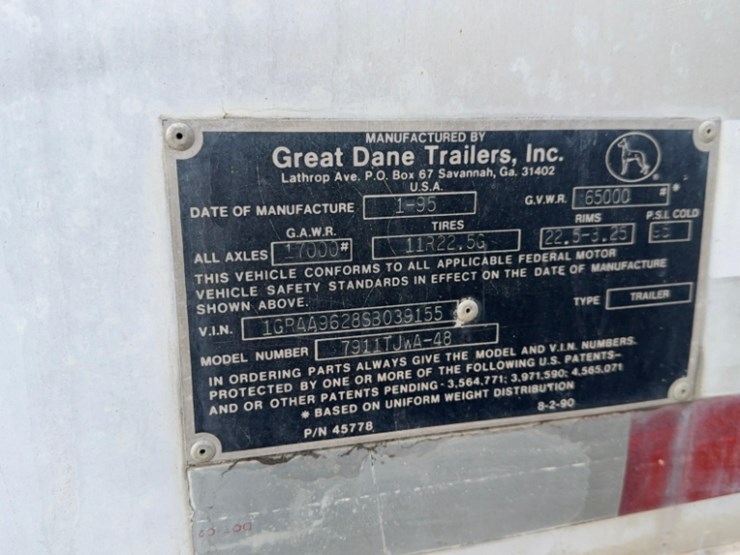 MANUFACTURED BY
Great Dane Trailers, Inc.
Lathrop Ave. P.O. Box 67 Savannah, Ga. 31402
U.S.A.
DATE OF MANUFACTURE 1-95 G.V.W.R. 65000 # *
G.A.W.R. TIRES RIMS P.S.I. COLD
ALL AXLES 17000# 11R22.5G 22.5-8.25
THIS VEHICLE CONFORMS TO ALL APPLICABLE FEDERAL MOTOR
VEHICLE SAFETY STANDARDS IN EFFECT ON THE DATE OF MANUFACTURE
SHOWN ABOVE. TYPE TRAILER
V.I.N. 1GRAA9628SB039155
MODEL NUMBER 7911TJWA-48
IN ORDERING PARTS ALWAYS GIVE THE MODEL AND V.I.N. NUMBERS.
PROTECTED BY ONE OR MORE OF THE FOLLOWING U.S. PATENTS-
AND OR OTHER PATENTS PENDING - 3,564,771; 3,971,590; 4,565,071
* BASED ON UNIFORM WEIGHT DISTRIBUTION
P/N 45778 8-2-90